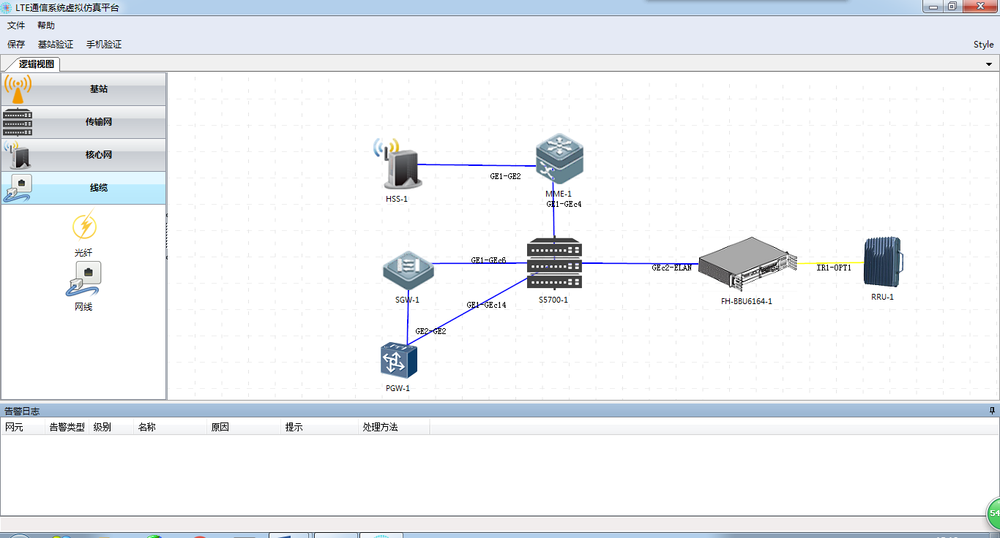 LTE通信系统虚拟仿真平台
文件 帮助
保存 基站验证 手机验证 Style
逻辑视图
基站
传输网
核心网
线缆
光纤
网线
GE1-GE2
HSS-1
MME-1
GE1-GEc4
GE1-GEc6
GEc2-ELAN
IR1-OPT1
SGW-1
S5700-1
FH-BBU6164-1
RRU-1
GE1-GEc14
GE2-GE2
PGW-1
告警日志
网元 告警类型 级别 名称 原因 提示 处理方法
54